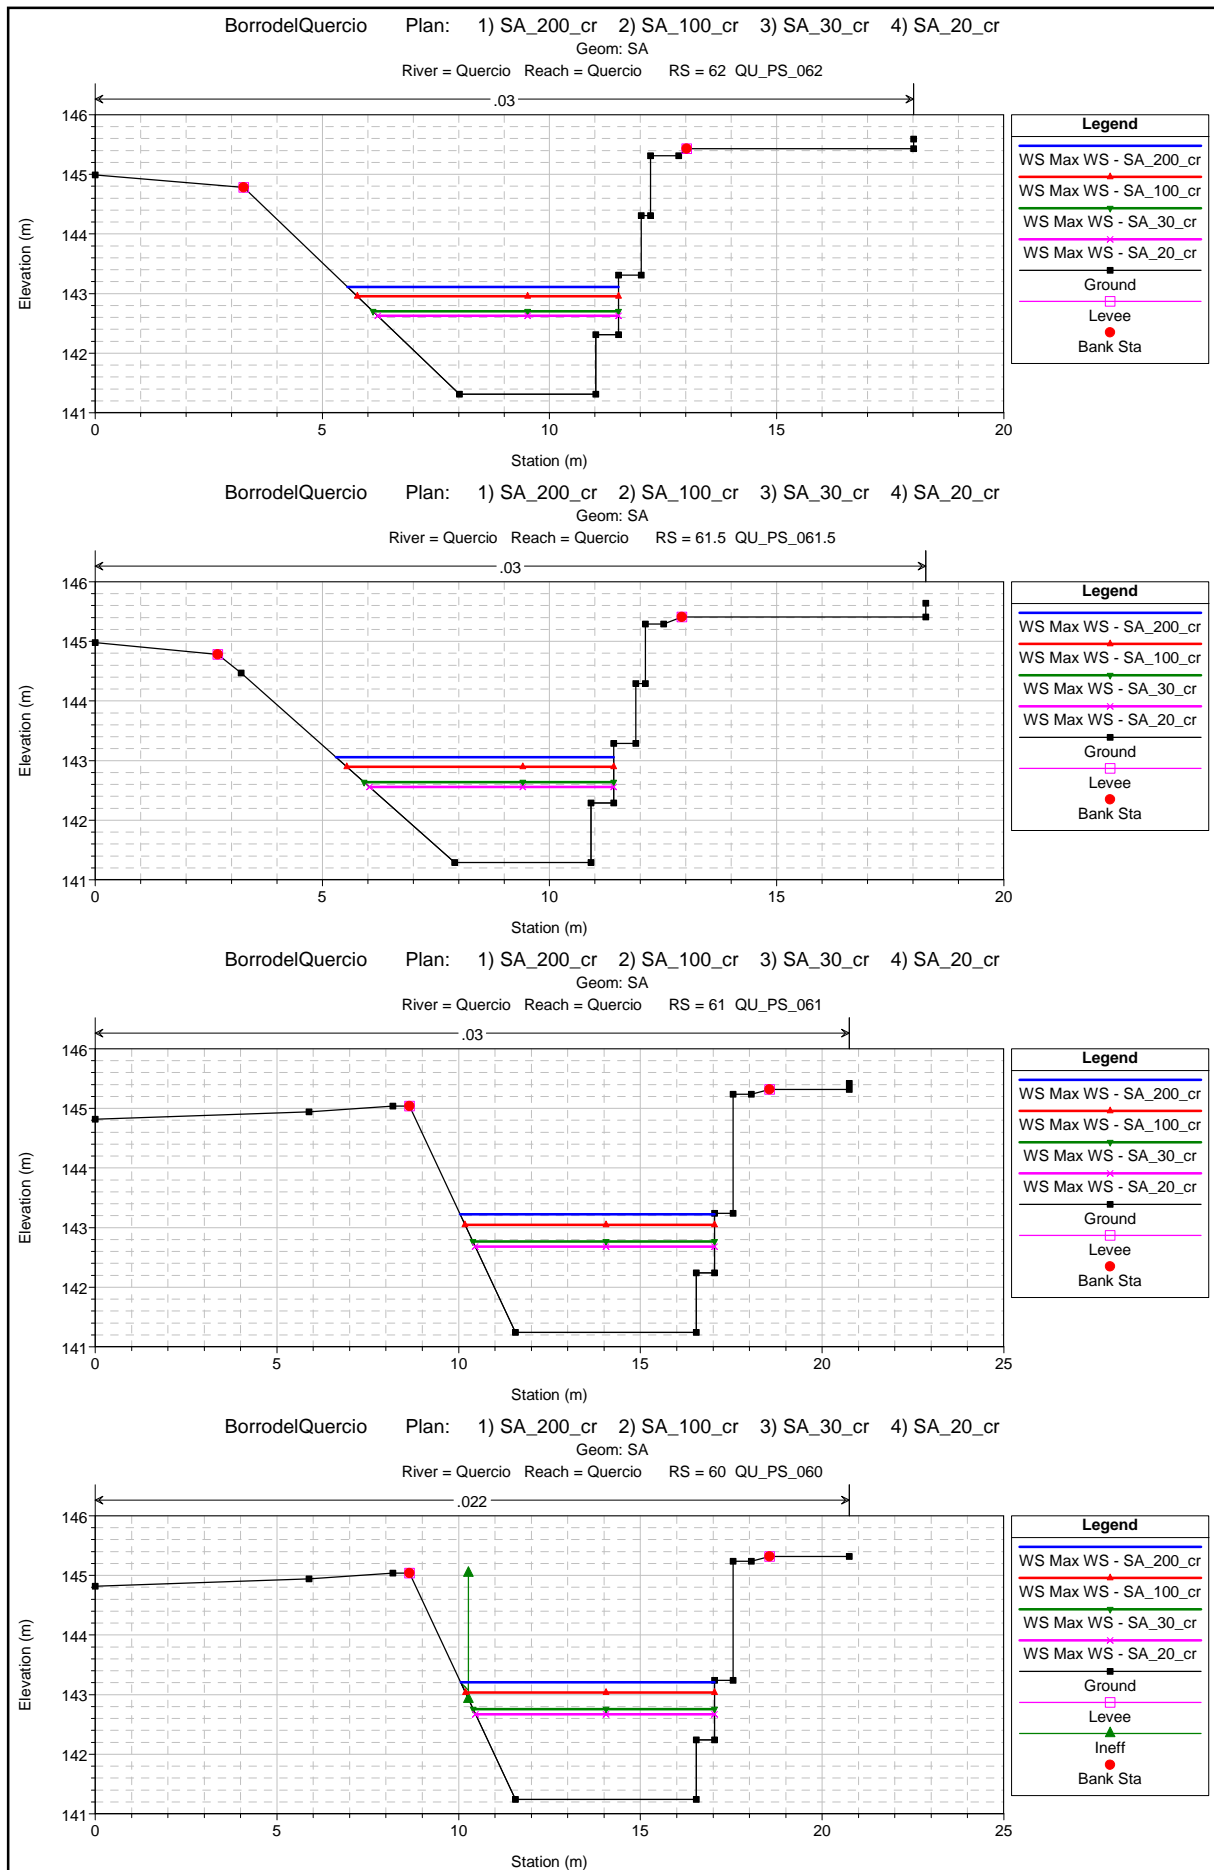 BorrodelQuercio Plan: 1) SA_200_cr 2) SA_100_cr 3) SA_30_cr 4) SA_20_cr
Geom: SA
River = Quercio Reach = Quercio RS = 62 QU_PS_062
.03
146
145
144
143
142
141
Elevation (m)
0 5 10 15 20
Station (m)
Legend
WS Max WS - SA_200_cr
WS Max WS - SA_100_cr
WS Max WS - SA_30_cr
WS Max WS - SA_20_cr
Ground
Levee
Bank Sta
BorrodelQuercio Plan: 1) SA_200_cr 2) SA_100_cr 3) SA_30_cr 4) SA_20_cr
Geom: SA
River = Quercio Reach = Quercio RS = 61.5 QU_PS_061.5
.03
146
145
144
143
142
141
Elevation (m)
0 5 10 15 20
Station (m)
Legend
WS Max WS - SA_200_cr
WS Max WS - SA_100_cr
WS Max WS - SA_30_cr
WS Max WS - SA_20_cr
Ground
Levee
Bank Sta
BorrodelQuercio Plan: 1) SA_200_cr 2) SA_100_cr 3) SA_30_cr 4) SA_20_cr
Geom: SA
River = Quercio Reach = Quercio RS = 61 QU_PS_061
.03
146
145
144
143
142
141
Elevation (m)
0 5 10 15 20 25
Station (m)
Legend
WS Max WS - SA_200_cr
WS Max WS - SA_100_cr
WS Max WS - SA_30_cr
WS Max WS - SA_20_cr
Ground
Levee
Bank Sta
BorrodelQuercio Plan: 1) SA_200_cr 2) SA_100_cr 3) SA_30_cr 4) SA_20_cr
Geom: SA
River = Quercio Reach = Quercio RS = 60 QU_PS_060
.022
146
145
144
143
142
141
Elevation (m)
0 5 10 15 20 25
Station (m)
Legend
WS Max WS - SA_200_cr
WS Max WS - SA_100_cr
WS Max WS - SA_30_cr
WS Max WS - SA_20_cr
Ground
Levee
Ineff
Bank Sta